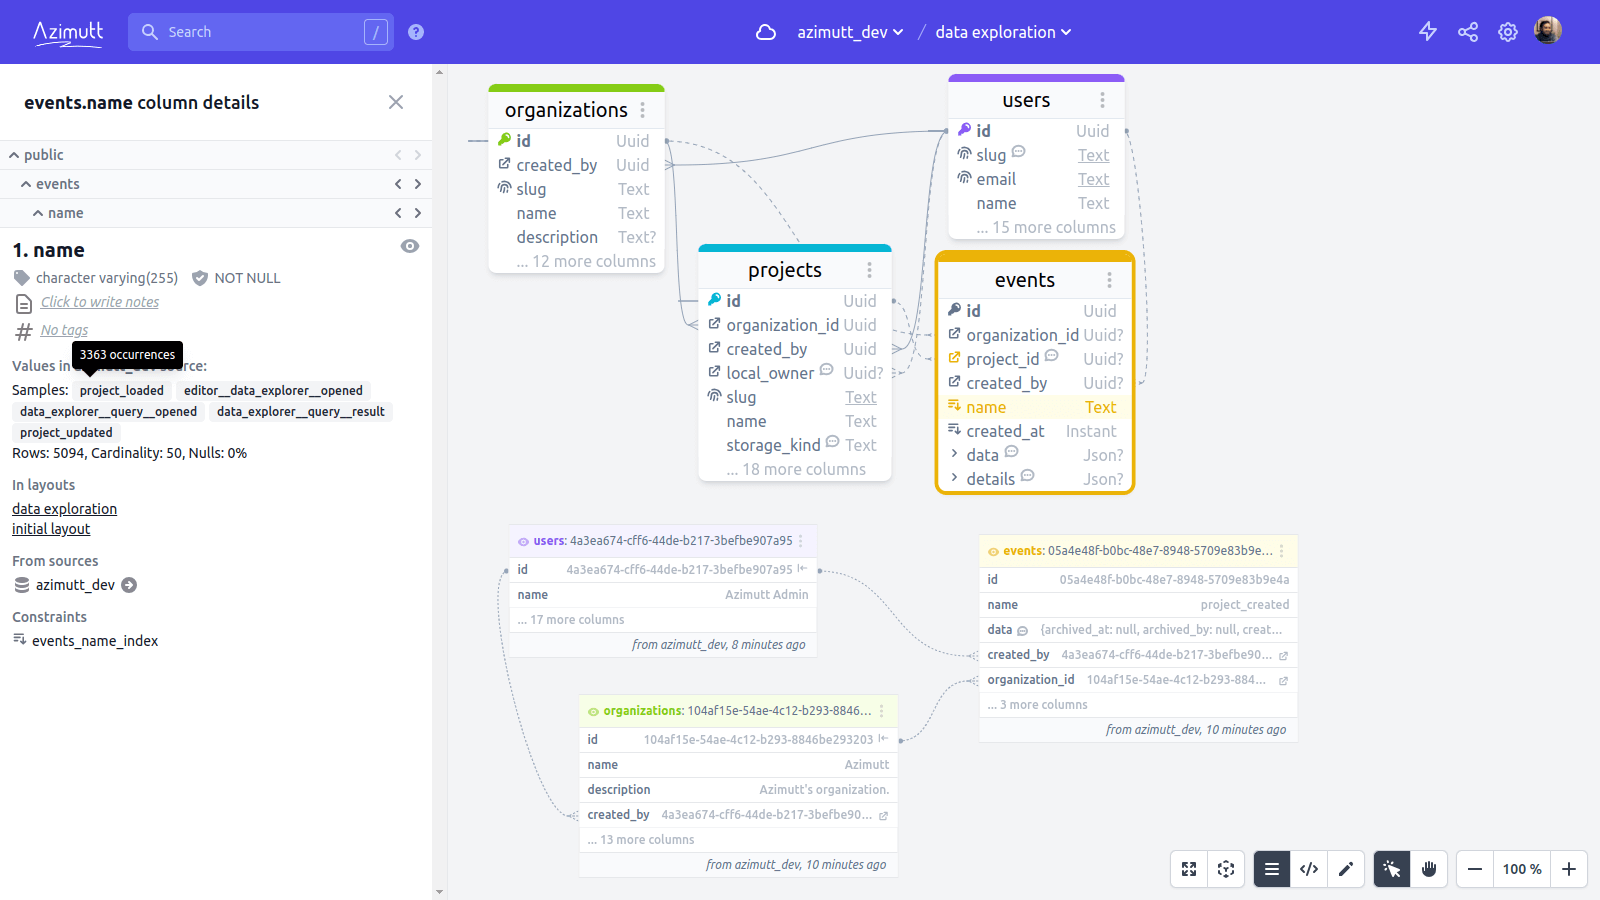 Azimutt
Search
/
?
azimutt_dev
/
data exploration
events.name column details
public
events
name
1. name
character varying(255)
NOT NULL
Click to write notes
No tags
3363 occurrences
Values in source:
Samples: project_loaded editor__data_explorer__opened
data_explorer__query__opened data_explorer__query__result
project_updated
Rows: 5094, Cardinality: 50, Nulls: 0%
In layouts
data exploration
initial layout
From sources
azimutt_dev
Constraints
events_name_index
organizations
id Uuid
created_by Uuid
slug Text
name Text
description Text?
... 12 more columns
projects
id Uuid
organization_id Uuid
created_by Uuid
local_owner Uuid?
slug Text
name Text
storage_kind Text
... 18 more columns
users
id Uuid
slug Text
email Text
name Text
... 15 more columns
events
id Uuid
organization_id Uuid?
project_id Uuid?
created_by Uuid?
name Text
created_at Instant
data Json?
details Json?
users: 4a3ea674-cff6-44de-b217-3befbe907a95
id 4a3ea674-cff6-44de-b217-3befbe907a95
name Azimutt Admin
... 17 more columns
from azimutt_dev, 8 minutes ago
organizations: 104af15e-54ae-4c12-b293-8846...
id 104af15e-54ae-4c12-b293-8846be293203
name Azimutt
description Azimutt's organization.
created_by 4a3ea674-cff6-44de-b217-3befbe90...
... 13 more columns
from azimutt_dev, 10 minutes ago
events: 05a4e48f-b0bc-48e7-8948-5709e83b9e...
id 05a4e48f-b0bc-48e7-8948-5709e83b9e4a
name project_created
data {archived_at: null, archived_by: null, creat...
created_by 4a3ea674-cff6-44de-b217-3befbe90...
organization_id 104af15e-54ae-4c12-b293-884...
... 3 more columns
from azimutt_dev, 10 minutes ago
100 %